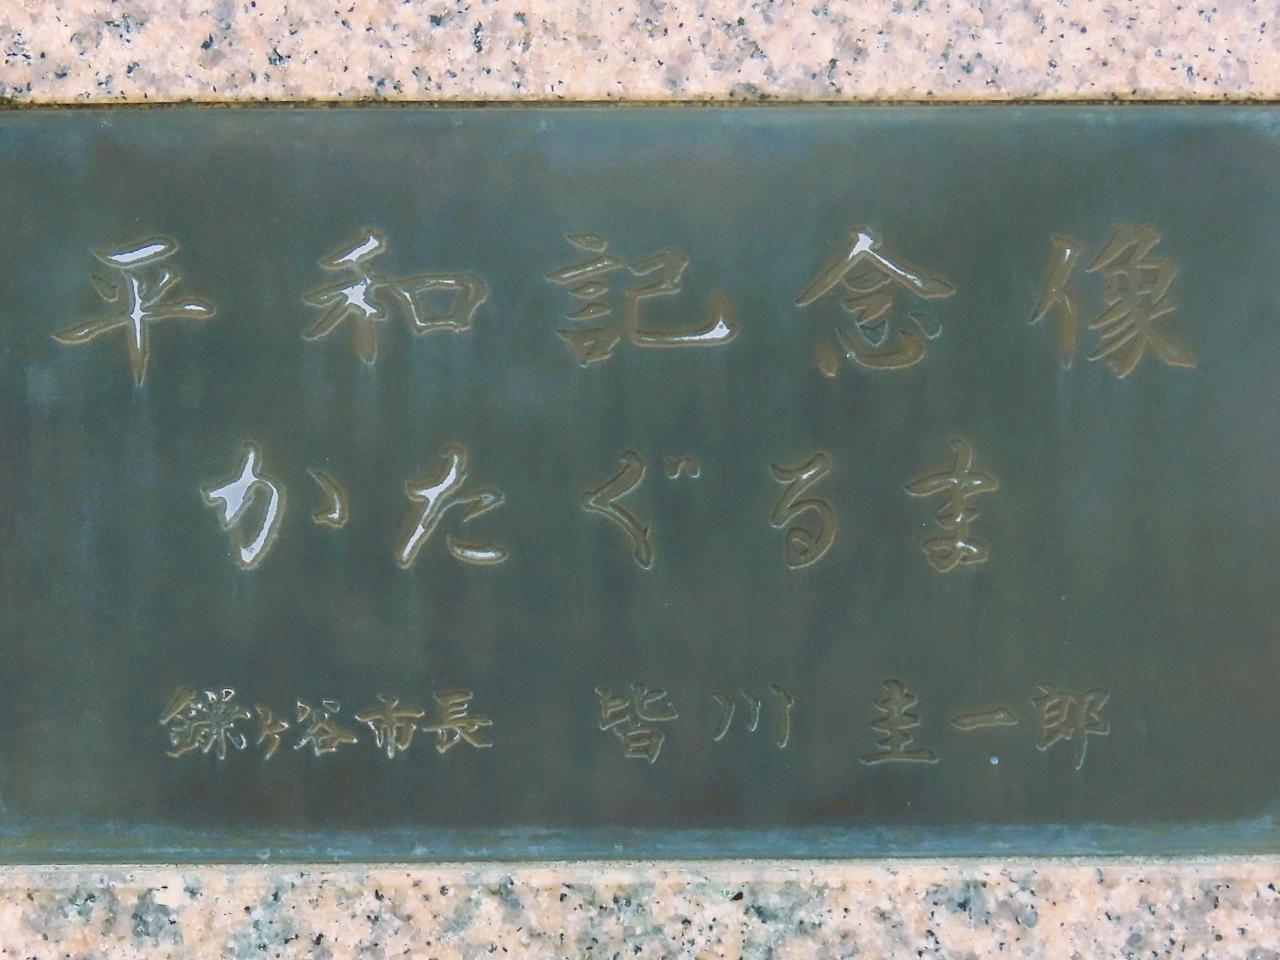 平和記念像
かたぐるま
鎌ヶ谷市長 皆川 圭一郎